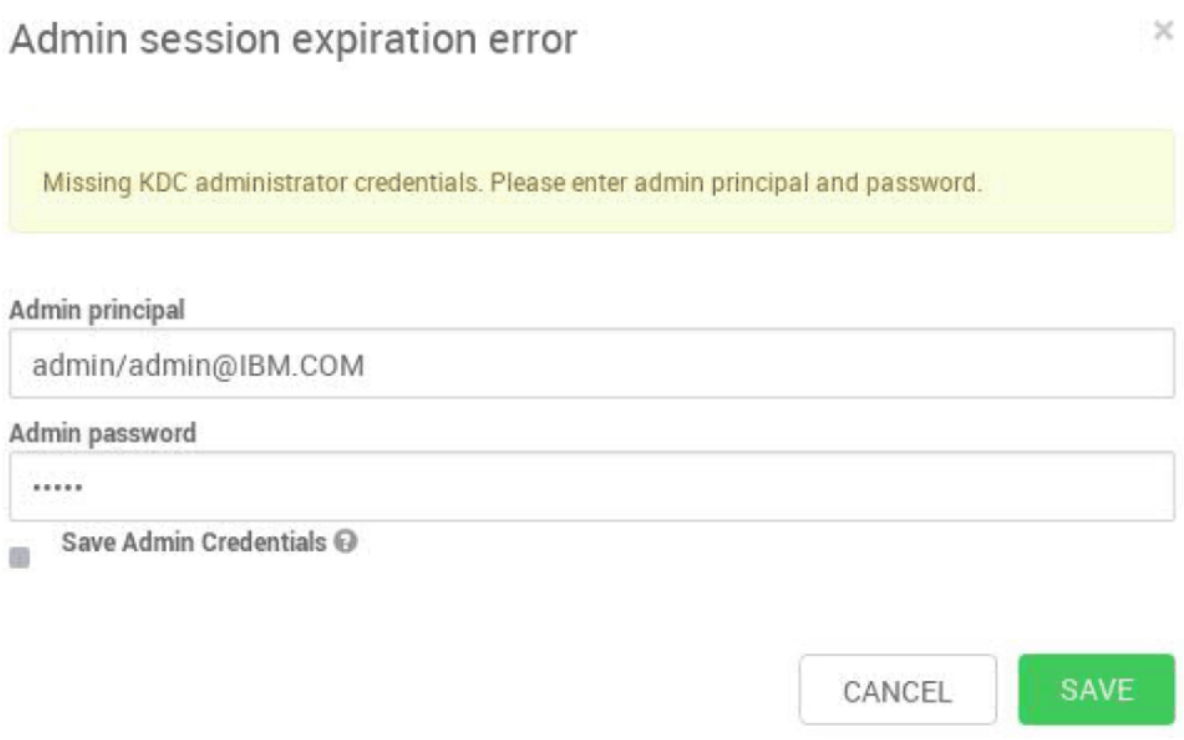 Admin session expiration error
×
Missing KDC administrator credentials. Please enter admin principal and password.
Admin principal
admin/admin@IBM.COM
Admin password
•••••
Save Admin Credentials ?
CANCEL
SAVE